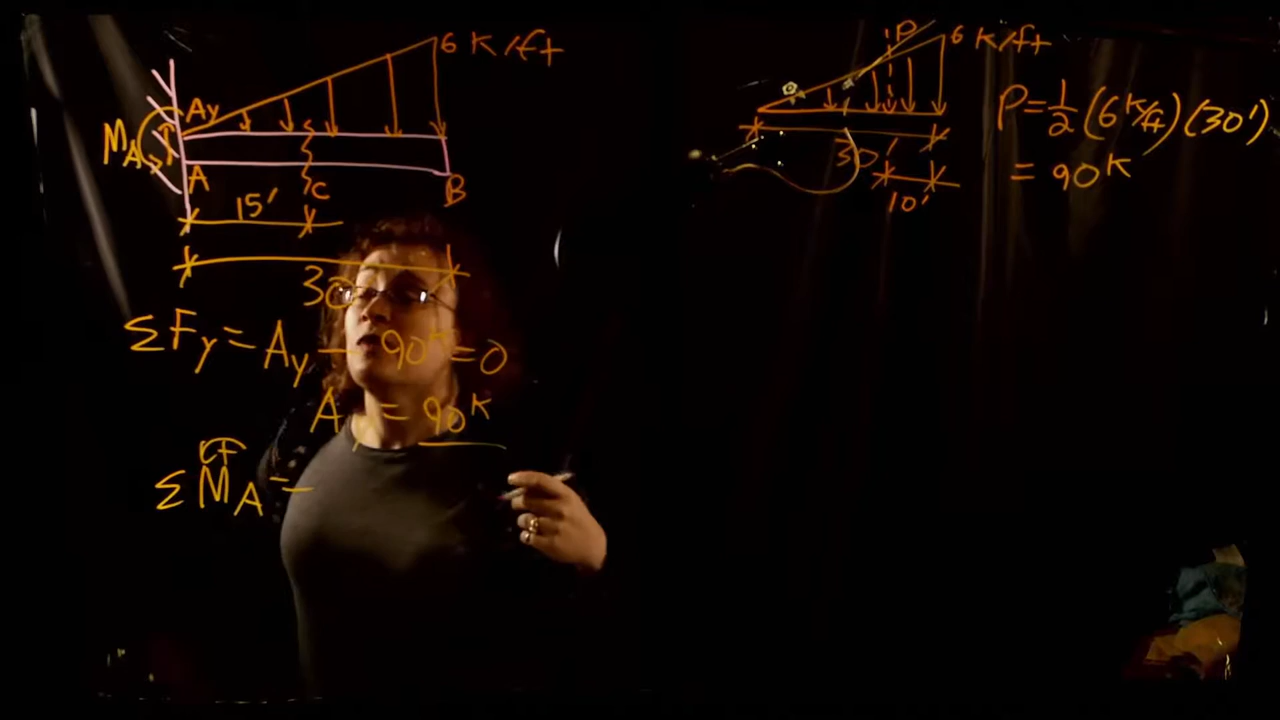 6 K/ft
Ay
MA
A
C
B
15'
30
ΣFy = Ay - 90K = 0
A = 90K
ΣMA = -
P
6 K/ft
30'
10'
P = 1/2 (6 K/ft) (30')
= 90K